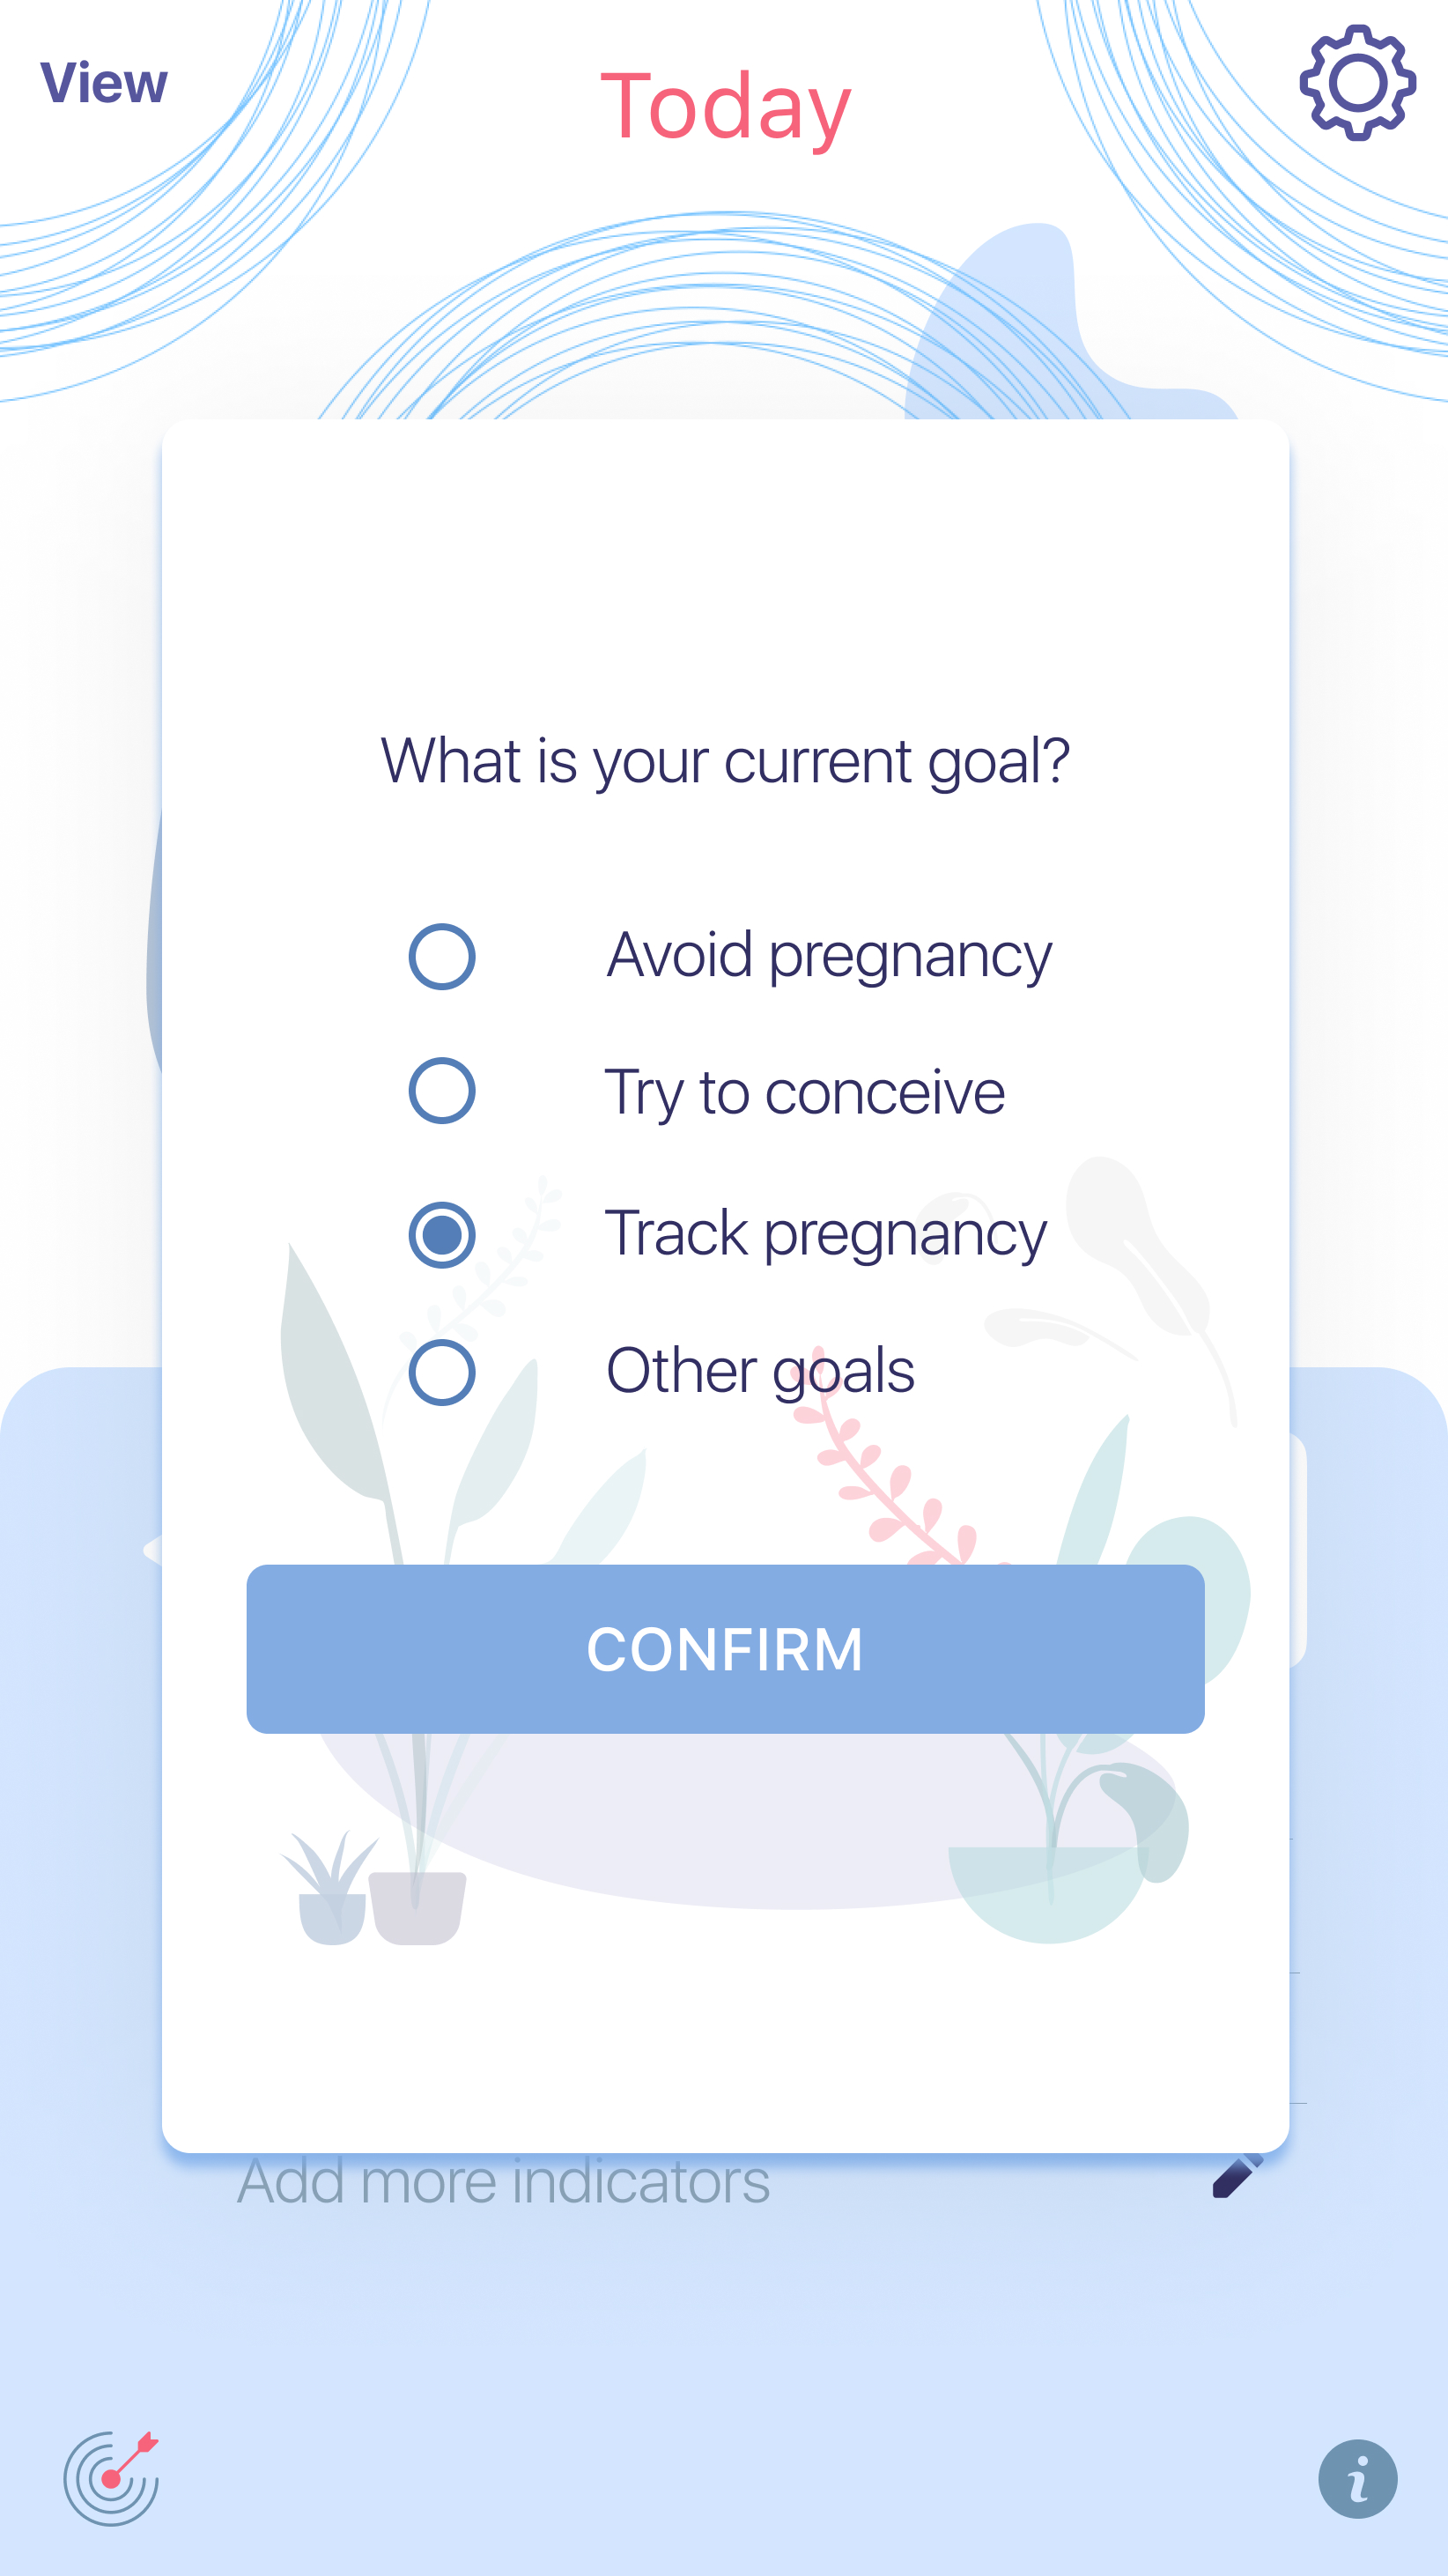 View
Today
What is your current goal?
Avoid pregnancy
Try to conceive
Track pregnancy
Other goals
CONFIRM
Add more indicators
i